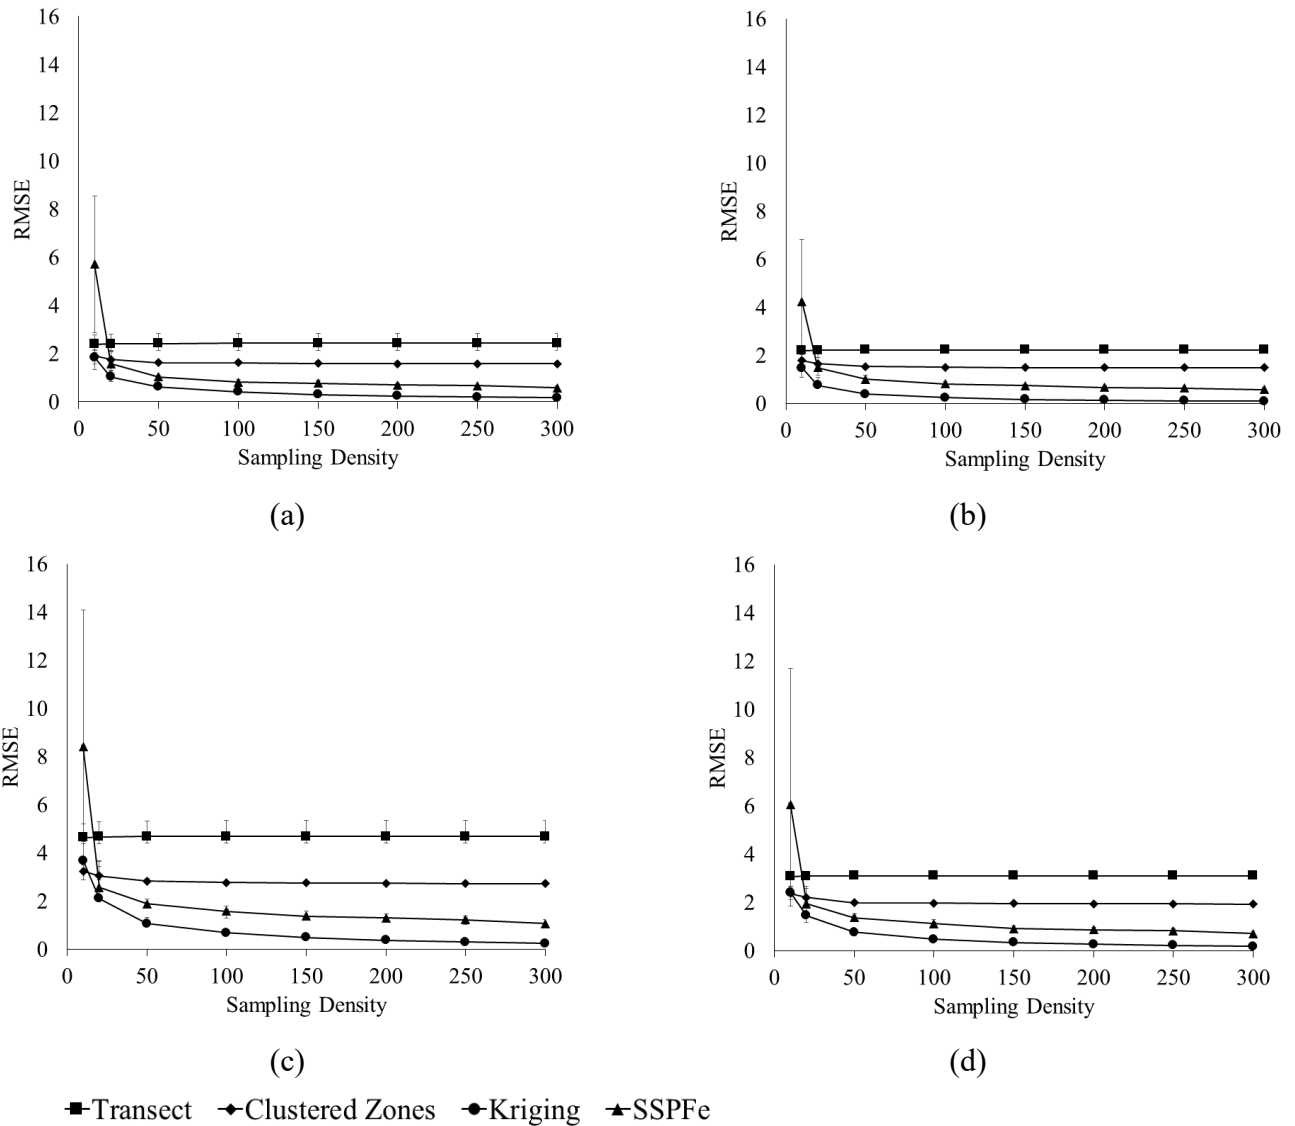 16
14
12
10
8
6
4
2
0
RMSE
0 50 100 150 200 250 300
Sampling Density
(a)
16
14
12
10
8
6
4
2
0
RMSE
0 50 100 150 200 250 300
Sampling Density
(b)
16
14
12
10
8
6
4
2
0
RMSE
0 50 100 150 200 250 300
Sampling Density
(c)
16
14
12
10
8
6
4
2
0
RMSE
0 50 100 150 200 250 300
Sampling Density
(d)
Transect Clustered Zones Kriging SSPFe